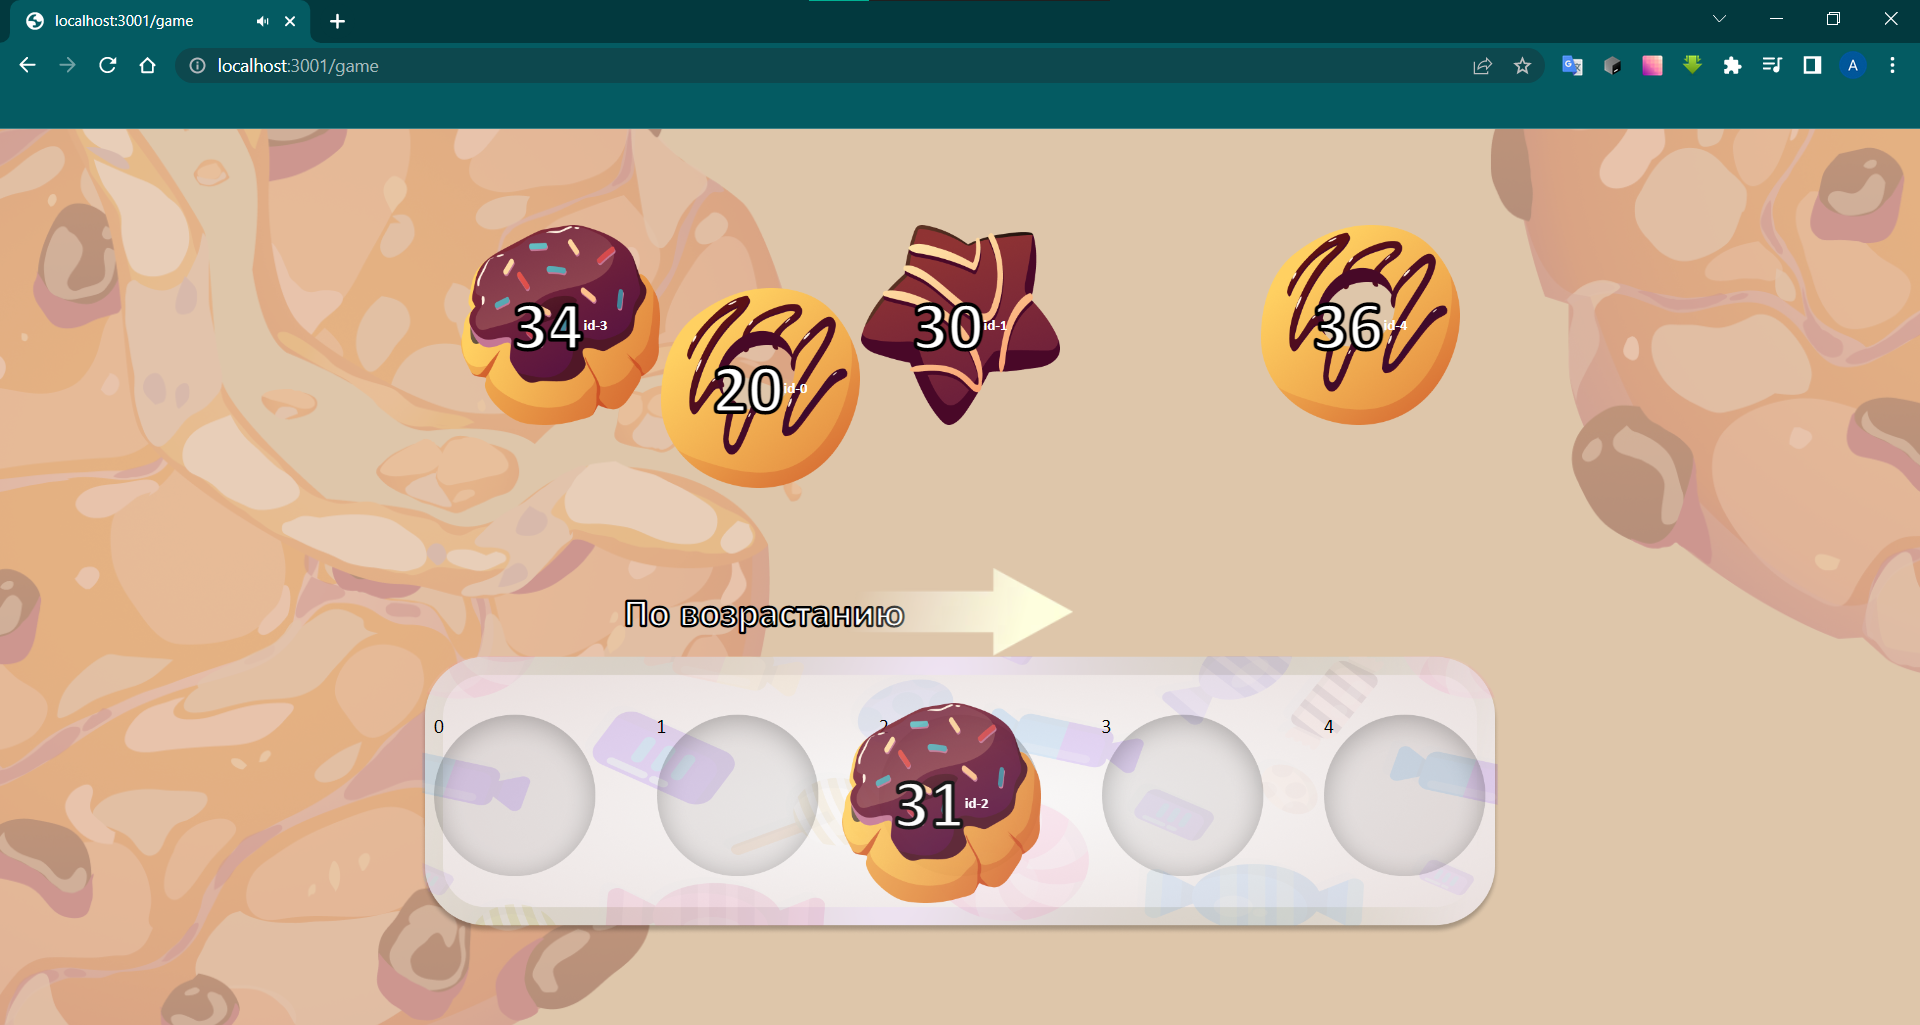 localhost:3001/game
localhost:3001/game
A
34 id-3
20 id-0
30 id-1
36 id-4
По возрастанию
0
1
2
3
4
31 id-2